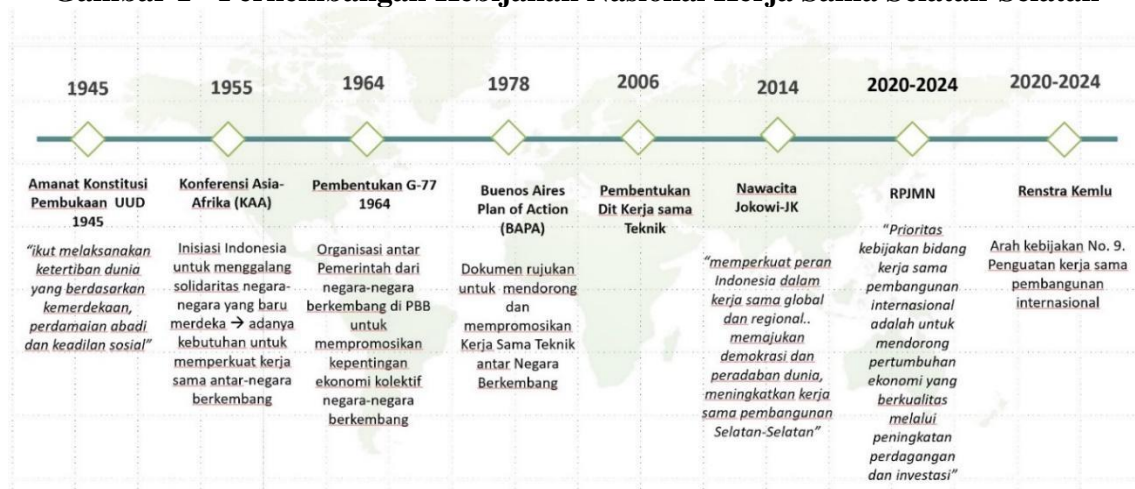 Gambar 1 - Perkembangan Kebijakan Nasional Kerja Sama Selatan-Selatan
1945
1955
1964
1978
2006
2014
2020-2024
2020-2024
Amanat Konstitusi
Pembukaan UUD
1945
"ikut melaksanakan
ketertiban dunia
yang berdasarkan
kemerdekaan,
perdamaian abadi
dan keadilan sosial"
Konferensi Asia-
Afrika (KAA)
Inisiasi Indonesia
untuk menggalang
solidaritas negara-
negara yang baru
merdeka → adanya
kebutuhan untuk
memperkuat kerja
sama antar-negara
berkembang
Pembentukan G-77
1964
Organisasi antar
Pemerintah dari
negara-negara
berkembang di PBB
untuk
mempromosikan
kepentingan
ekonomi kolektif
negara-negara
berkembang
Buenos Aires
Plan of Action
(BAPA)
Dokumen rujukan
untuk mendorong
dan
mempromosikan
Kerja Sama Teknik
antar Negara
Berkembang
Pembentukan
Dit Kerja sama
Teknik
Nawacita
Jokowi-JK
"memperkuat peran
Indonesia dalam
kerja sama global
dan regional..
memajukan
demokrasi dan
peradaban dunia,
meningkatkan kerja
sama pembangunan
Selatan-Selatan"
RPJMN
"Prioritas
kebijakan bidang
kerja sama
pembangunan
internasional
adalah untuk
mendorong
pertumbuhan
ekonomi yang
berkualitas
melalui
peningkatan
perdagangan
dan investasi"
Renstra Kemlu
Arah kebijakan No. 9.
Penguatan kerja sama
pembangunan
internasional